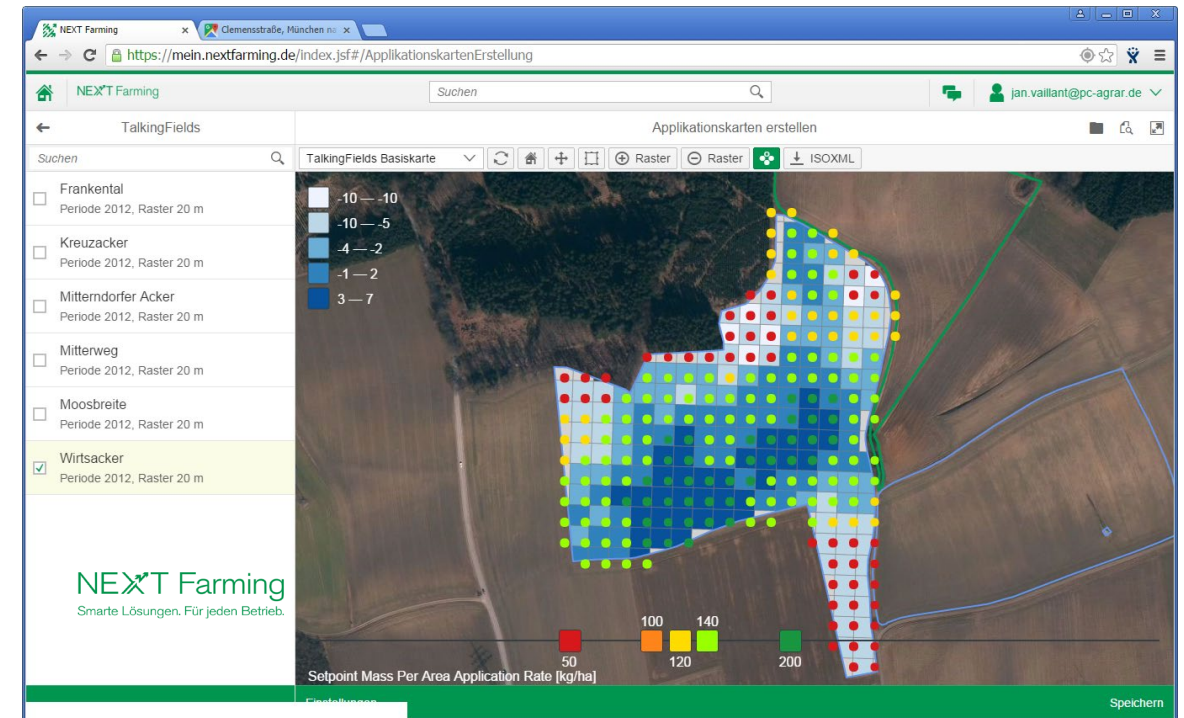 NEXT Farming
Clemensstraße, München na
https://mein.nextfarming.de/index.jsf#/ApplikationskartenErstellung
NEXT Farming
Suchen
jan.vaillant@pc-agrar.de
TalkingFields
Applikationskarten erstellen
Suchen
TalkingFields Basiskarte
Raster
Raster
ISOXML
Frankental
Periode 2012, Raster 20 m
Kreuzacker
Periode 2012, Raster 20 m
Mitterndorfer Acker
Periode 2012, Raster 20 m
Mitterweg
Periode 2012, Raster 20 m
Moosbreite
Periode 2012, Raster 20 m
Wirtsacker
Periode 2012, Raster 20 m
NEXT Farming
Smarte Lösungen. Für jeden Betrieb.
-10 — -10
-10 — -5
-4 — -2
-1 — 2
3 — 7
100 140
50 120 200
Setpoint Mass Per Area Application Rate [kg/ha]
Einstellungen
Speichern